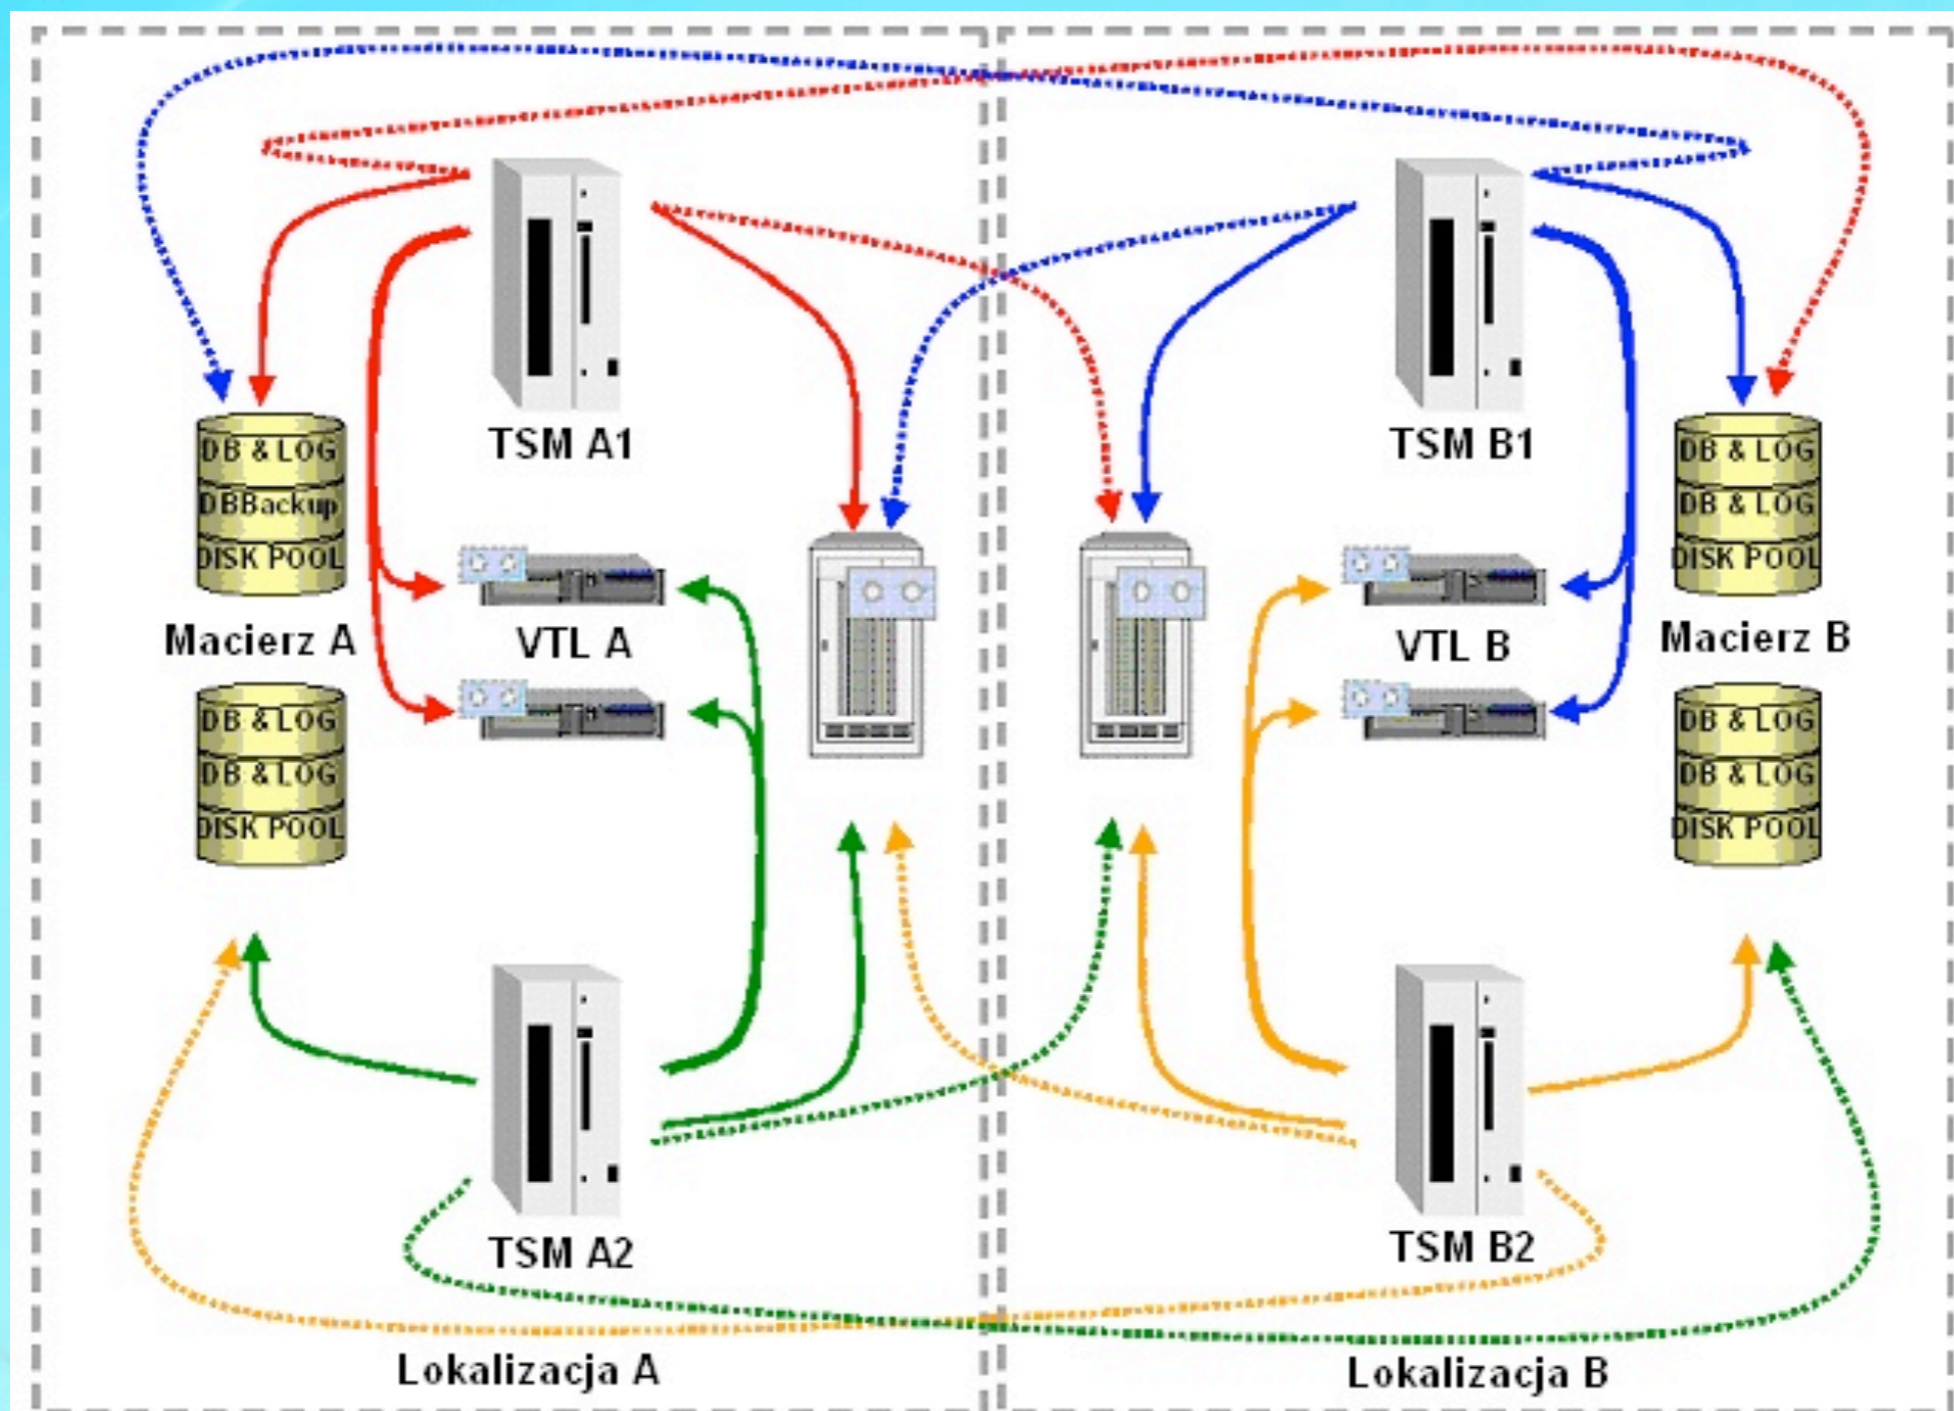 TSM A1
TSM B1
DB & LOG
DBBackup
DISK POOL
DB & LOG
DB & LOG
DISK POOL
Macierz A
VTL A
VTL B
Macierz B
DB & LOG
DB & LOG
DISK POOL
DB & LOG
DB & LOG
DISK POOL
TSM A2
TSM B2
Lokalizacja A
Lokalizacja B